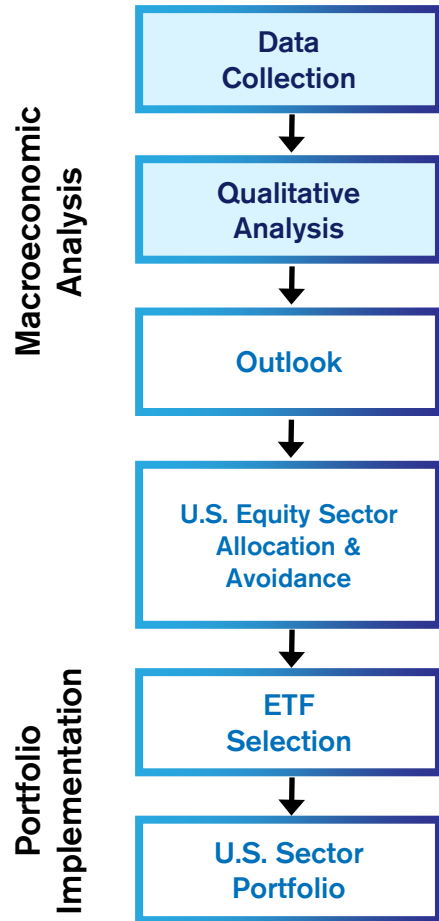 Macroeconomic
Analysis
Data
Collection
Qualitative
Analysis
Outlook
U.S. Equity Sector
Allocation &
Avoidance
Portfolio
Implementation
ETF
Selection
U.S. Sector
Portfolio